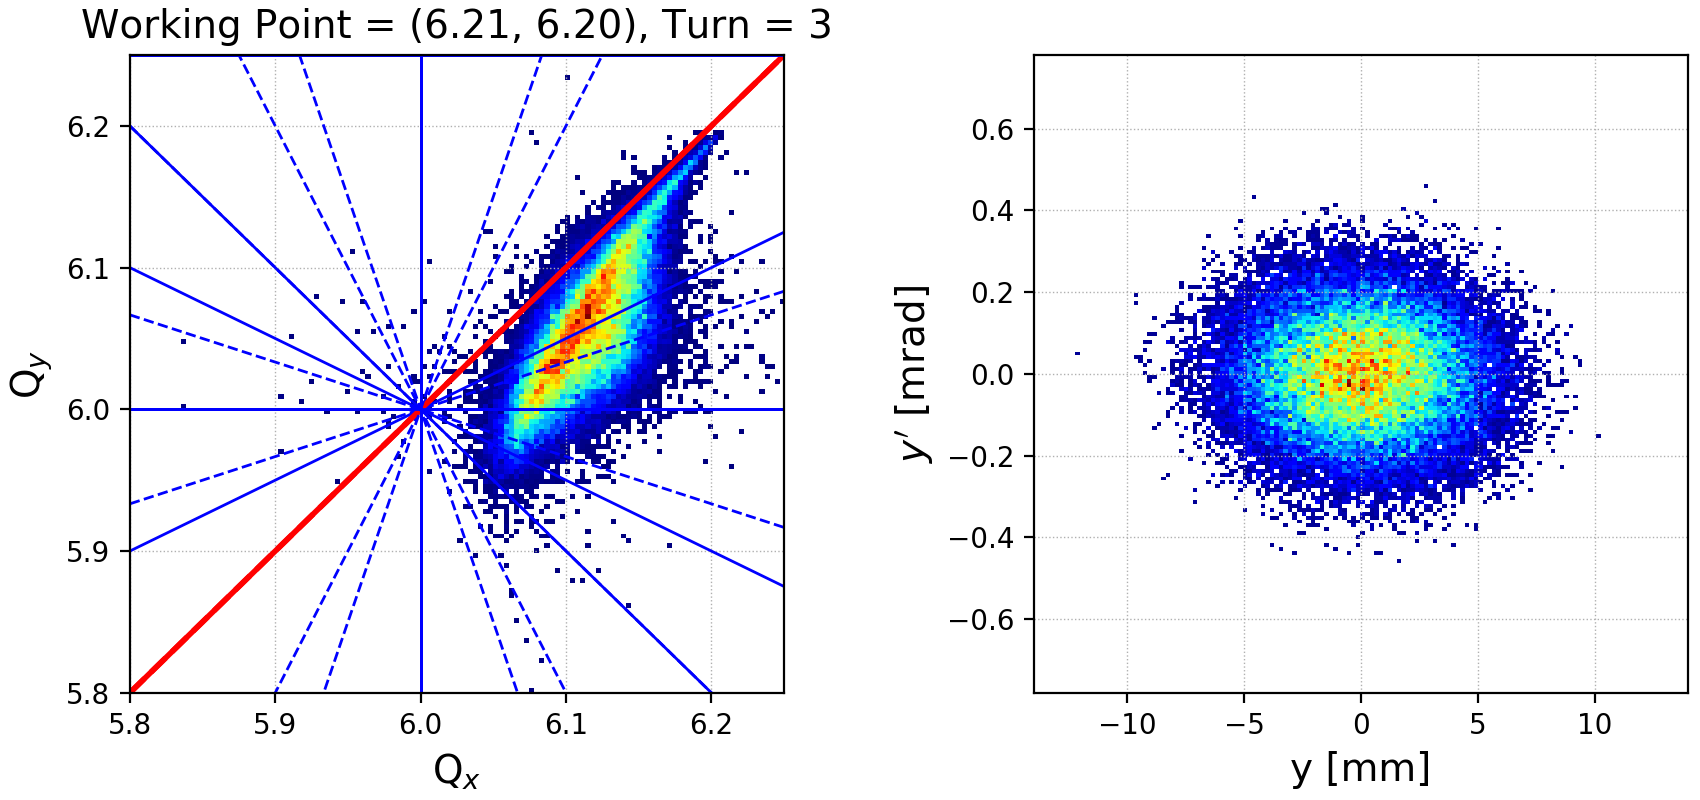 Working Point = (6.21, 6.20), Turn = 3
6.2
6.1
6.0
5.9
5.8
Q_y
5.8 5.9 6.0 6.1 6.2
Q_x
0.6
0.4
0.2
0.0
−0.2
−0.4
−0.6
y′ [mrad]
−10 −5 0 5 10
y [mm]